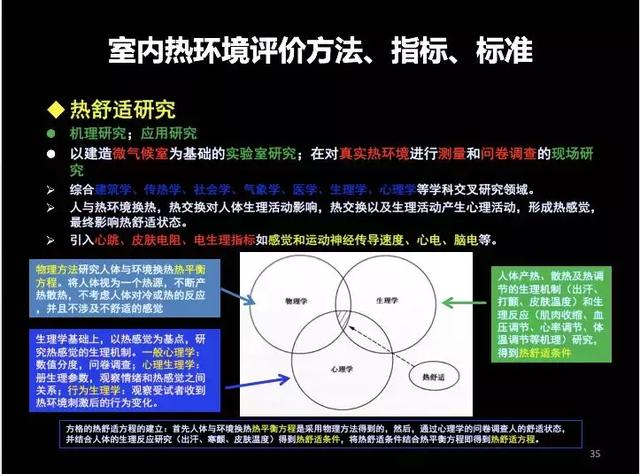 室内热环境评价方法、指标、标准
热舒适研究
机理研究；应用研究
以建造微气候室为基础的实验室研究；在对真实热环境进行测量和问卷调查的现场研
究
综合建筑学、传热学、社会学、气象学、医学、生理学、心理学等学科交叉研究领域。
人与热环境换热，热交换对人体生理活动影响，热交换以及生理活动产生心理活动，形成热感觉，
最终影响热舒适状态。
引入心跳、皮肤电阻、电生理指标如感觉和运动神经传导速度、心电、脑电等。
物理方法研究人体与环境换热热平衡
方程。将人体视为一个热源，不断产
热散热，不考虑人体对冷或热的反应
，并且不涉及不舒适的感觉
生理学基础上，以热感觉为基点，研
究热感觉的生理机制。一般心理学：
数值分度，问卷调查；心理生理学：
册生理参数，观察情绪和热感觉之间
关系；行为生理学：观察受试者收到
热环境刺激后的行为变化。
物理学
生理学
心理学
热舒适
人体产热、散热及热调
节的生理机制（出汗、
打颤、皮肤温度）和生
理反应（肌肉收缩、血
压调节、心率调节、体
温调节等机理）研究，
得到热舒适条件
方格的热舒适方程的建立：首先人体与环境换热热平衡方程是采用物理方法得到的，然后，通过心理学的问卷调查人的舒适状态，
并结合人体的生理反应研究（出汗、寒颤、皮肤温度）得到热舒适条件，将热舒适条件结合热平衡方程即得到热舒适方程。
35